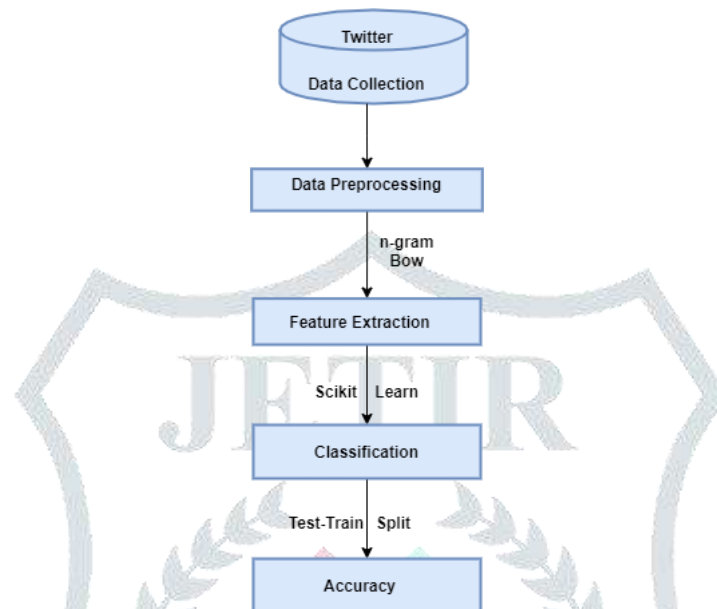 Twitter
Data Collection
Data Preprocessing
n-gram
Bow
Feature Extraction
Scikit Learn
JETIR
Classification
Test-Train Split
Accuracy